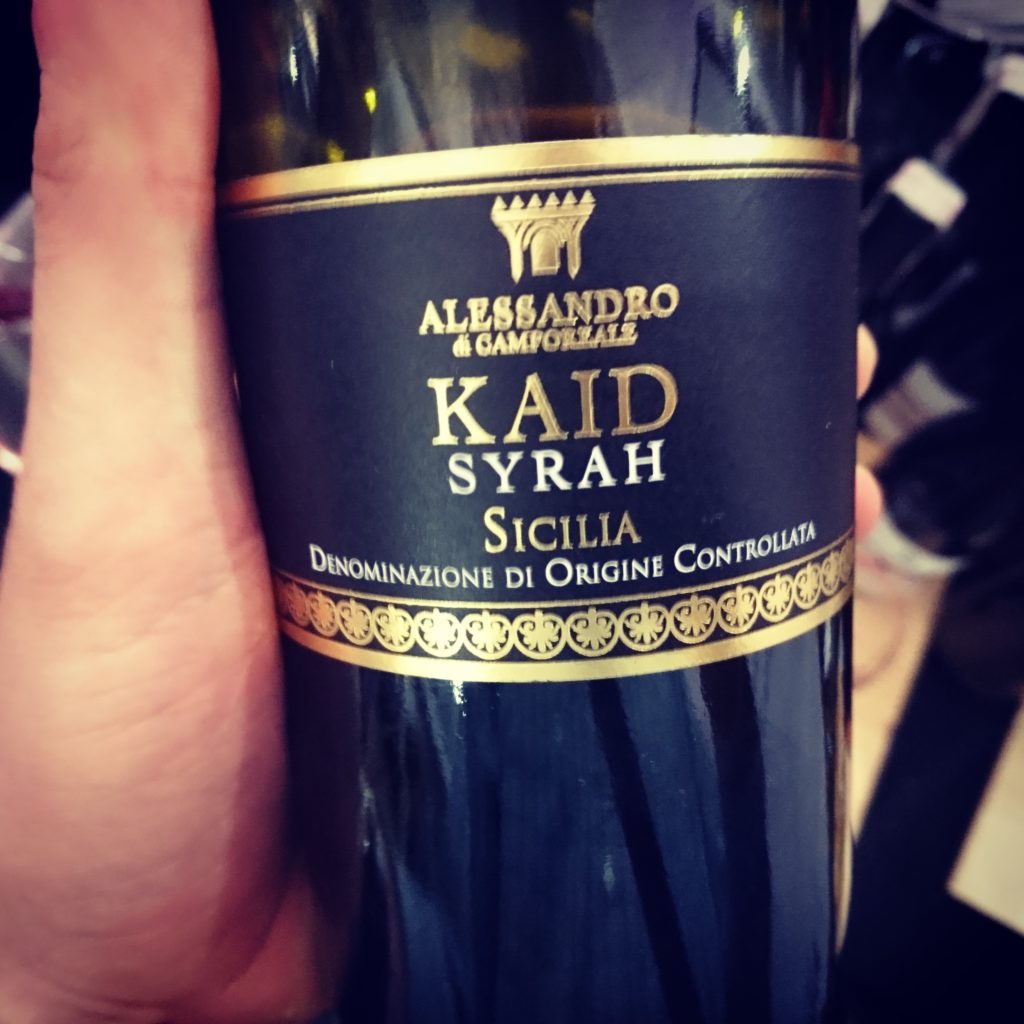 ALESSANDRO
di CAMPOREALE
KAID
SYRAH
SICILIA
DENOMINAZIONE DI ORIGINE CONTROLLATA